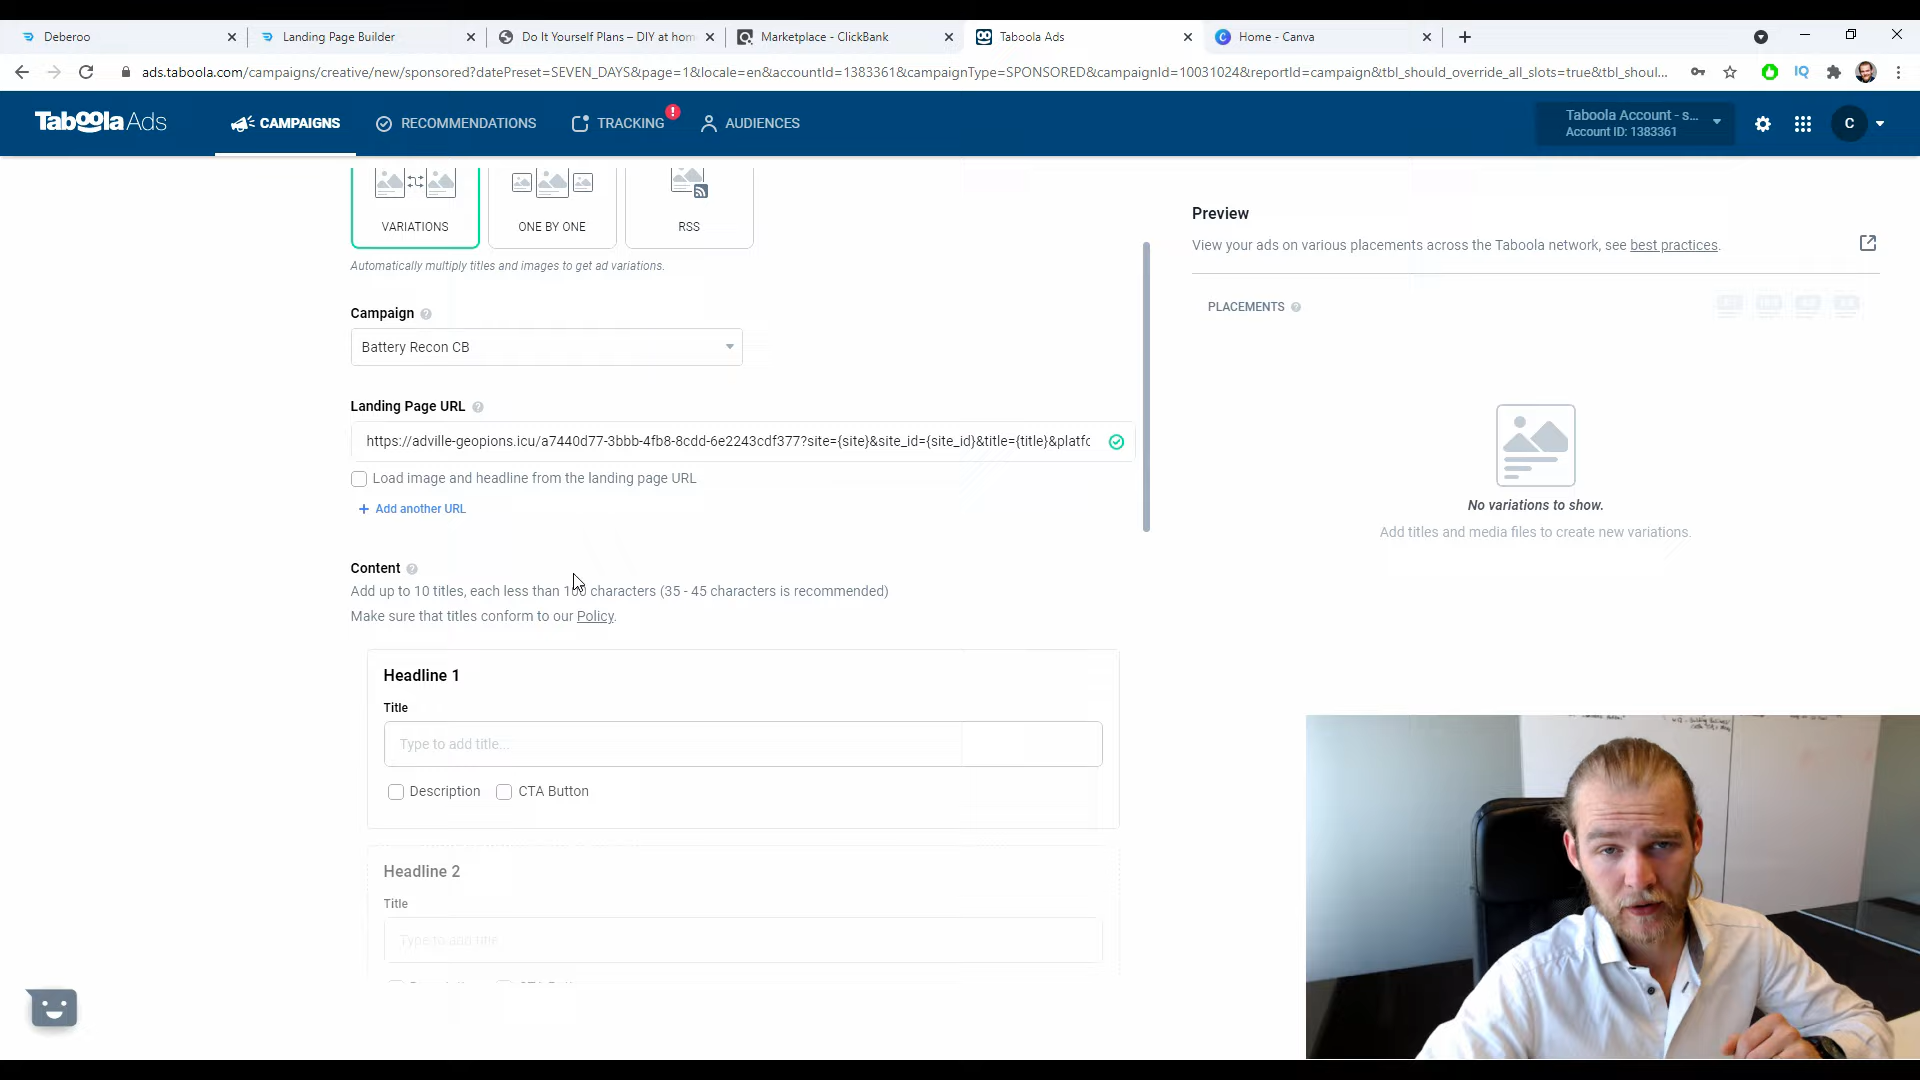 Deberoo
Landing Page Builder
Do It Yourself Plans – DIY at hom
Marketplace - ClickBank
Taboola Ads
Home - Canva
ads.taboola.com/campaigns/creative/new/sponsored?datePreset=SEVEN_DAYS&page=1&locale=en&accountId=1383361&campaignType=SPONSORED&campaignId=10031024&reportId=campaign&tbl_should_override_all_slots=true&tbl_shoul...
IQ
Taboola Ads
CAMPAIGNS
RECOMMENDATIONS
TRACKING
!
AUDIENCES
Taboola Account - s...
Account ID: 1383361
C
VARIATIONS
ONE BY ONE
RSS
Automatically multiply titles and images to get ad variations.
Campaign
Battery Recon CB
Landing Page URL
https://adville-geopions.icu/a7440d77-3bbb-4fb8-8cdd-6e2243cdf377?site={site}&site_id={site_id}&title={title}&platfo
Load image and headline from the landing page URL
+ Add another URL
Content
Add up to 10 titles, each less than 100 characters (35 - 45 characters is recommended)
Make sure that titles conform to our Policy.
Headline 1
Title
Type to add title...
Description
CTA Button
Headline 2
Title
Type to add title
Preview
View your ads on various placements across the Taboola network, see best practices.
PLACEMENTS
No variations to show.
Add titles and media files to create new variations.